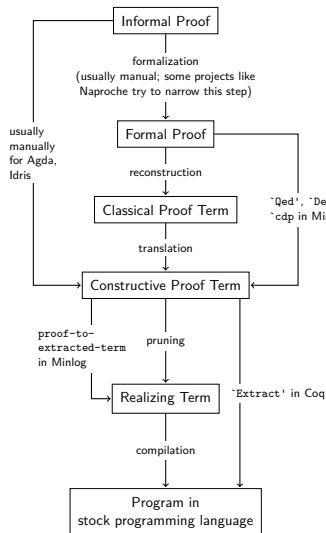 Informal Proof
formalization
(usually manual; some projects like
Naproche try to narrow this step)
usually
manually
for Agda,
Idris
Formal Proof
reconstruction
`Qed', `De
`cdp in Min
Classical Proof Term
translation
Constructive Proof Term
proof-to-
extracted-term
in Minlog
pruning
`Extract' in Coq
Realizing Term
compilation
Program in
stock programming language